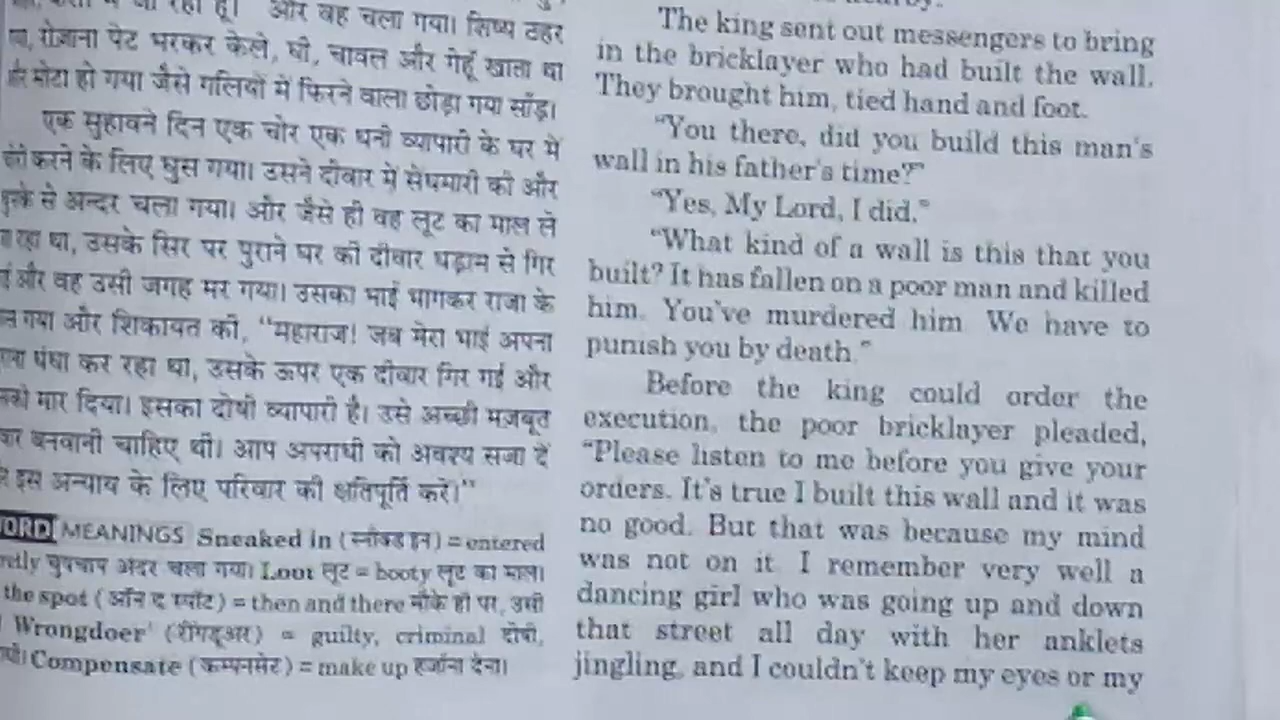 और वह चला गया। शिष्य ठहर
रोज़ाना पेट भरकर केले, घी, चावल और गेहूँ खाता था
और मोटा हो गया जैसे गलियों में फिरने वाला छोड़ा गया साँड़।
एक सुहावने दिन एक चोर एक धनी व्यापारी के घर में
करने के लिए घुस गया। उसने दीवार में सेंधमारी की और
से अन्दर चला गया। और जैसे ही वह लूट का माल ले
रहा था, उसके सिर पर पुराने घर की दीवार धड़ाम से गिर
और वह उसी जगह मर गया। उसका भाई भागकर राजा के
गया और शिकायत की, "महाराज! जब मेरा भाई अपना
धंधा कर रहा था, उसके ऊपर एक दीवार गिर गई और
मार दिया। इसका दोषी व्यापारी है। उसे अच्छी मज़बूत
बनवानी चाहिए थी। आप अपराधी को अवश्य सजा दें
इस अन्याय के लिए परिवार की क्षतिपूर्ति करें।"
WORD MEANINGS Sneaked in (स्नीक्ड इन) = entered
चुपचाप अंदर चला गया। Loot लूट = booty लूट का माल।
the spot (ऑन द स्पॉट) = then and there मौके ही पर, उसी
Wrongdoer (रौंगडूअर) = guilty, criminal दोषी,
Compensate (कम्पनसेट) = make up हर्जाना देना।
The king sent out messengers to bring
in the bricklayer who had built the wall.
They brought him, tied hand and foot.
"You there, did you build this man's
wall in his father's time?"
"Yes, My Lord, I did."
"What kind of a wall is this that you
built? It has fallen on a poor man and killed
him. You've murdered him. We have to
punish you by death."
Before the king could order the
execution, the poor bricklayer pleaded,
"Please listen to me before you give your
orders. It's true I built this wall and it was
no good. But that was because my mind
was not on it. I remember very well a
dancing girl who was going up and down
that street all day with her anklets
jingling, and I couldn't keep my eyes or my